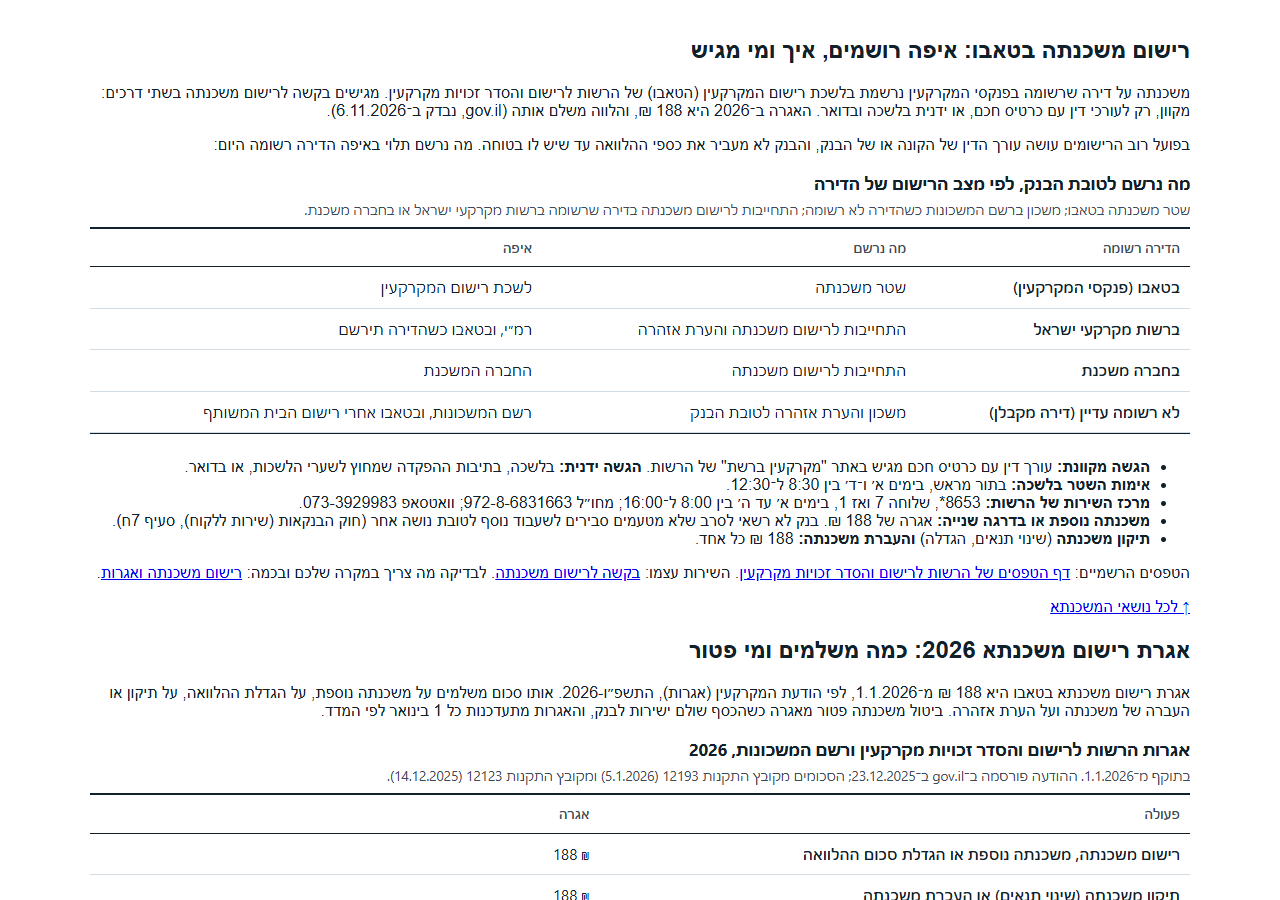 רישום משכנתה בטאבו: איפה רושמים, איך ומי מגיש
משכנתה על דירה שרשומה בפנקסי המקרקעין נרשמת בלשכת רישום המקרקעין (הטאבו) של הרשות לרישום והסדר זכויות מקרקעין. מגישים בקשה לרישום משכנתה בשתי דרכים:
מקוון, רק לעורכי דין עם כרטיס חכם, או ידנית בלשכה ובדואר. האגרה ב־2026 היא 188 ₪, והלווה משלם אותה (gov.il, נבדק ב־6.11.2026).
בפועל רוב הרישומים עושה עורך הדין של הקונה או של הבנק, והבנק לא מעביר את כספי ההלוואה עד שיש לו בטוחה. מה נרשם תלוי באיפה הדירה רשומה היום:
מה נרשם לטובת הבנק, לפי מצב הרישום של הדירה
שטר משכנתה בטאבו; משכון ברשם המשכונות כשהדירה לא רשומה; התחייבות לרישום משכנתה בדירה שרשומה ברשות מקרקעי ישראל או בחברה משכנת.
הדירה רשומה מה נרשם איפה
בטאבו (פנקסי המקרקעין) שטר משכנתה לשכת רישום המקרקעין
ברשות מקרקעי ישראל התחייבות לרישום משכנתה והערת אזהרה רמ״י, ובטאבו כשהדירה תירשם
בחברה משכנת התחייבות לרישום משכנתה החברה המשכנת
לא רשומה עדיין (דירה מקבלן) משכון והערת אזהרה לטובת הבנק רשם המשכונות, ובטאבו אחרי רישום הבית המשותף
• הגשה מקוונת: עורך דין עם כרטיס חכם מגיש באתר "מקרקעין ברשת" של הרשות. הגשה ידנית: בלשכה, בתיבות ההפקדה שמחוץ לשערי הלשכות, או בדואר.
• אימות השטר בלשכה: בתור מראש, בימים א׳ ו־ד׳ בין 8:30 ל־12:30.
• מרכז השירות של הרשות: 8653*, שלוחה 7 ואז 1, בימים א׳ עד ה׳ בין 8:00 ל־16:00; מחו״ל 972-8-6831663; וואטסאפ 073-3929983.
• משכנתה נוספת או בדרגה שנייה: אגרה של 188 ₪. בנק לא רשאי לסרב שלא מטעמים סבירים לשעבוד נוסף לטובת נושה אחר (חוק הבנקאות (שירות ללקוח), סעיף 7ח).
• תיקון משכנתה (שינוי תנאים, הגדלה) והעברת משכנתה: 188 ₪ כל אחד.
הטפסים הרשמיים: דף הטפסים של הרשות לרישום והסדר זכויות מקרקעין. השירות עצמו: בקשה לרישום משכנתה. לבדיקה מה צריך במקרה שלכם ובכמה: רישום משכנתה ואגרות.
↑ לכל נושאי המשכנתא
אגרת רישום משכנתא 2026: כמה משלמים ומי פטור
אגרת רישום משכנתא בטאבו היא 188 ₪ מ־1.1.2026, לפי הודעת המקרקעין (אגרות), התשפ״ו-2026. אותו סכום משלמים על משכנתה נוספת, על הגדלת ההלוואה, על תיקון או
העברה של משכנתה ועל הערת אזהרה. ביטול משכנתה פטור מאגרה כשהכסף שולם ישירות לבנק, והאגרות מתעדכנות כל 1 בינואר לפי המדד.
אגרות הרשות לרישום והסדר זכויות מקרקעין ורשם המשכונות, 2026
בתוקף מ־1.1.2026. ההודעה פורסמה ב־gov.il ב־23.12.2025; הסכומים מקובץ התקנות 12193 (5.1.2026) ומקובץ התקנות 12123 (14.12.2025).
פעולה אגרה
רישום משכנתה, משכנתה נוספת או הגדלת סכום ההלוואה 188 ₪
תיקון משכנתה (שינוי תנאים) או העברת משכנתה 188 ₪